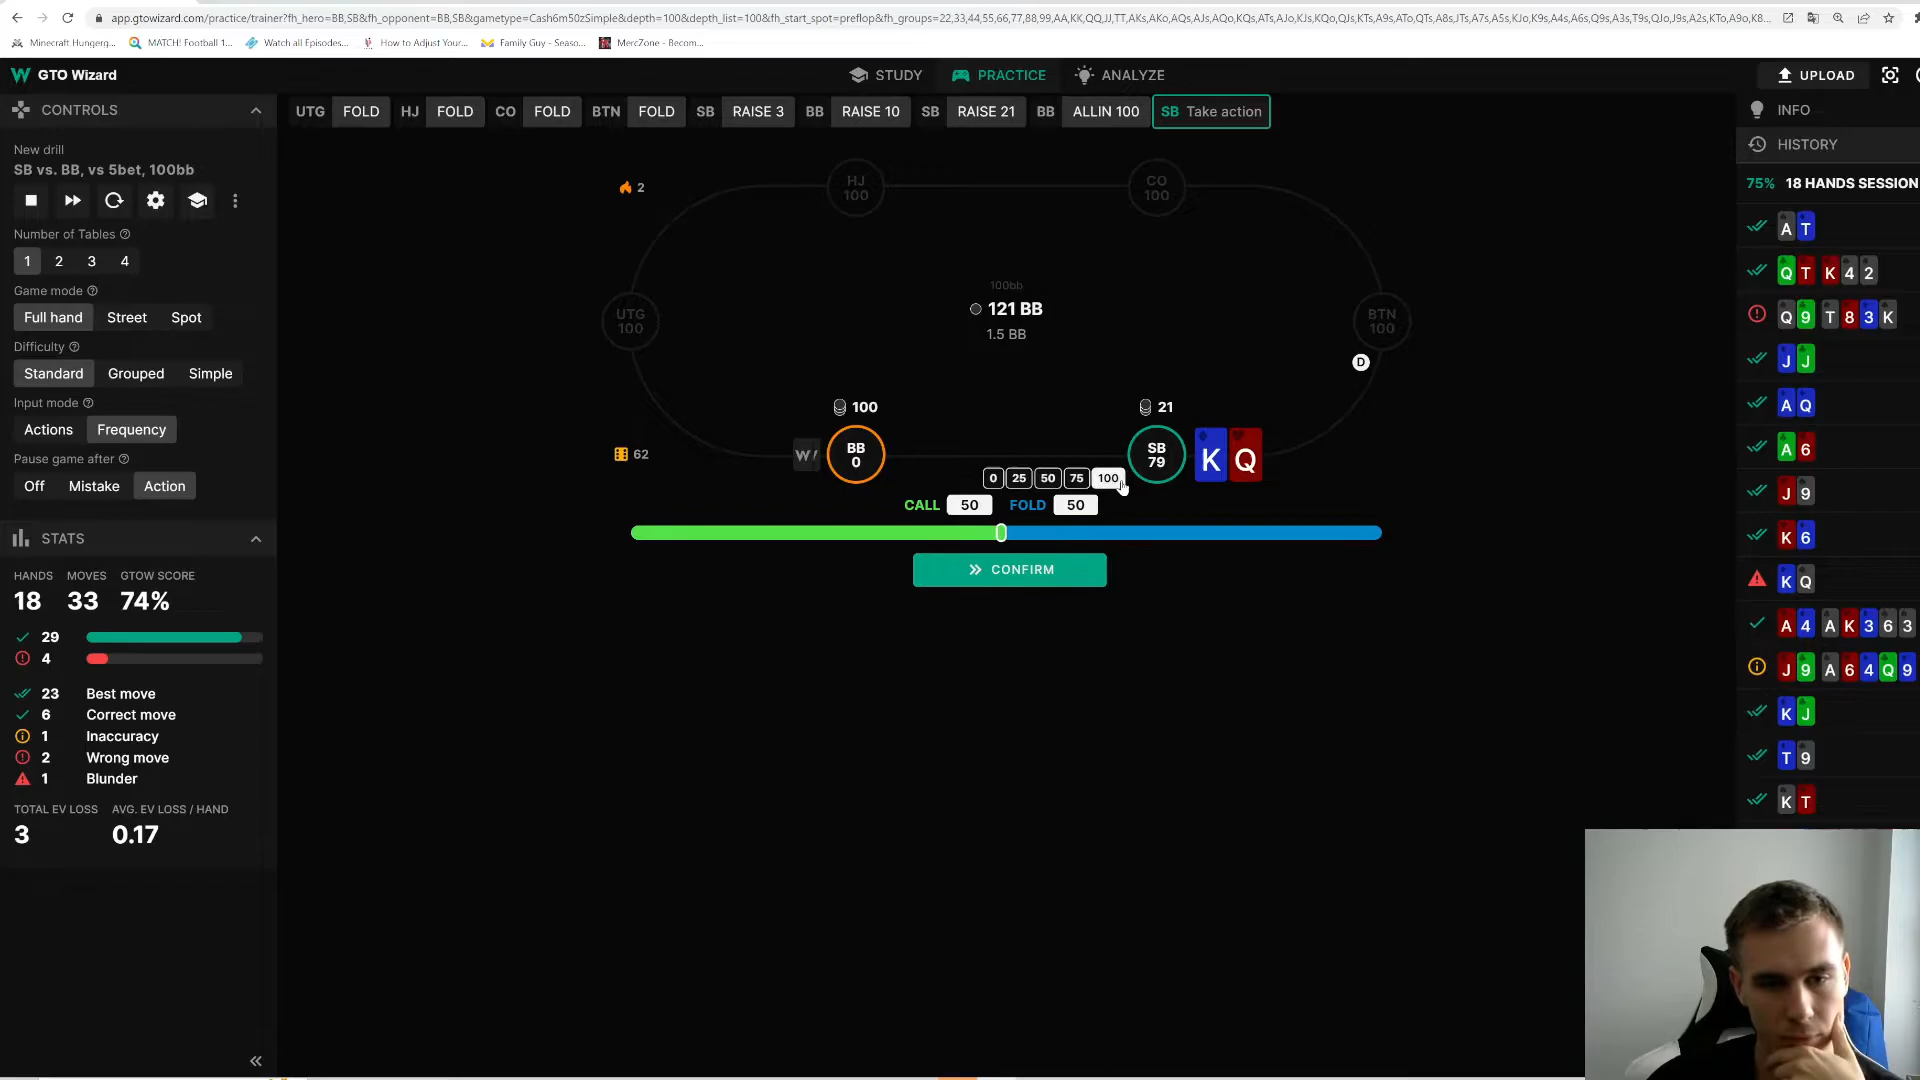 app.gtowizard.com/practice/trainer?fh_hero=BB,SB&fh_opponent=BB,SB&gametype=Cash6m50zSimple&depth=100&depth_list=100&fh_start_spot=preflop&fh_groups=22,33,44,55,66,77,88,99,AA,KK,QQ,JJ,TT,AKs,AKo,AQs,AJs,AQo,KQs,ATs,AJo,KJs,KQo,QJs,KTs,A9s,ATo,QTs,A8s,JTs,A7s,A5s,KJo,K9s,A4s,A6s,Q9s,A3s,T9s,QJo,J9s,A2s,KTo,A9o,K8...
Minecraft Hungerg... MATCH! Football 1... Watch all Episodes... How to Adjust Your... Family Guy - Seaso... MercZone - Becom...
W GTO Wizard STUDY PRACTICE ANALYZE UPLOAD
CONTROLS UTG FOLD HJ FOLD CO FOLD BTN FOLD SB RAISE 3 BB RAISE 10 SB RAISE 21 BB ALLIN 100 SB Take action INFO
New drill
SB vs. BB, vs 5bet, 100bb
HISTORY
75% 18 HANDS SESSION
2
HJ
100
CO
100
Number of Tables
1 2 3 4
Game mode
Full hand Street Spot
Difficulty
Standard Grouped Simple
Input mode
Actions Frequency
Pause game after
Off Mistake Action
100bb
121 BB
1.5 BB
UTG
100
BTN
100
D
100
21
62
BB
0
SB
79
K Q
0 25 50 75 100
CALL 50 FOLD 50
CONFIRM
STATS
HANDS MOVES GTOW SCORE
18 33 74%
29
4
23 Best move
6 Correct move
1 Inaccuracy
2 Wrong move
1 Blunder
TOTAL EV LOSS AVG. EV LOSS / HAND
3 0.17
A T
Q T K 4 2
Q 9 T 8 3 K
J J
A Q
A 6
J 9
K 6
K Q
A 4 A K 3 6 3
J 9 A 6 4 Q 9
K J
T 9
K T